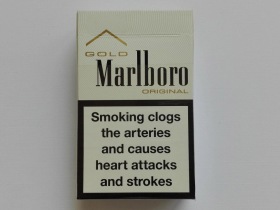 GOLD
Marlboro
ORIGINAL
Smoking clogs
the arteries
and causes
heart attacks
and strokes